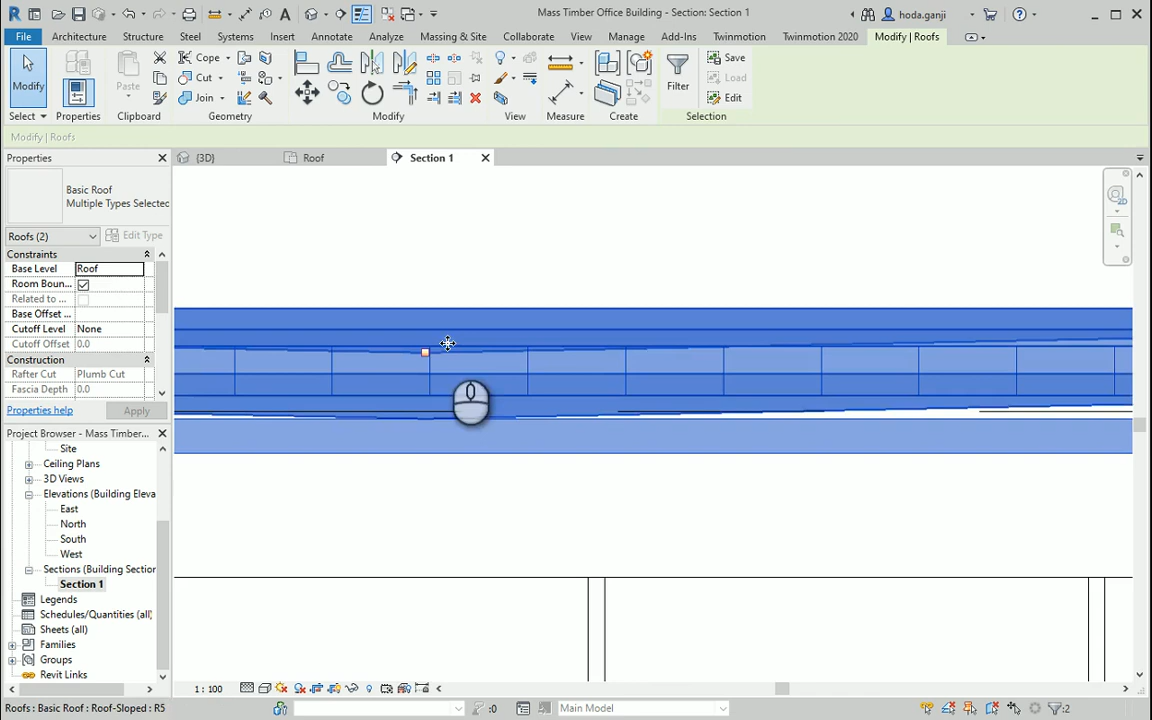 Mass Timber Office Building - Section: Section 1
hoda.ganji
File Architecture Structure Steel Systems Insert Annotate Analyze Massing & Site Collaborate View Manage Add-Ins Twinmotion Twinmotion 2020 Modify | Roofs
Modify
Properties
Paste
Cope
Cut
Join
Filter
Save
Load
Edit
Select Properties Clipboard Geometry Modify View Measure Create Selection
Modify | Roofs
Properties
{3D}
Roof
Section 1
Basic Roof
Multiple Types Selected
Roofs (2)
Edit Type
Constraints
Base Level Roof
Room Boun...
Related to ...
Base Offset ...
Cutoff Level None
Cutoff Offset 0.0
Construction
Rafter Cut Plumb Cut
Fascia Depth 0.0
Properties help
Apply
Project Browser - Mass Timber...
Site
Ceiling Plans
3D Views
Elevations (Building Eleva
East
North
South
West
Sections (Building Section
Section 1
Legends
Schedules/Quantities (all)
Sheets (all)
Families
Groups
Revit Links
1 : 100
Roofs : Basic Roof : Roof-Sloped : R5
:0
Main Model
:2